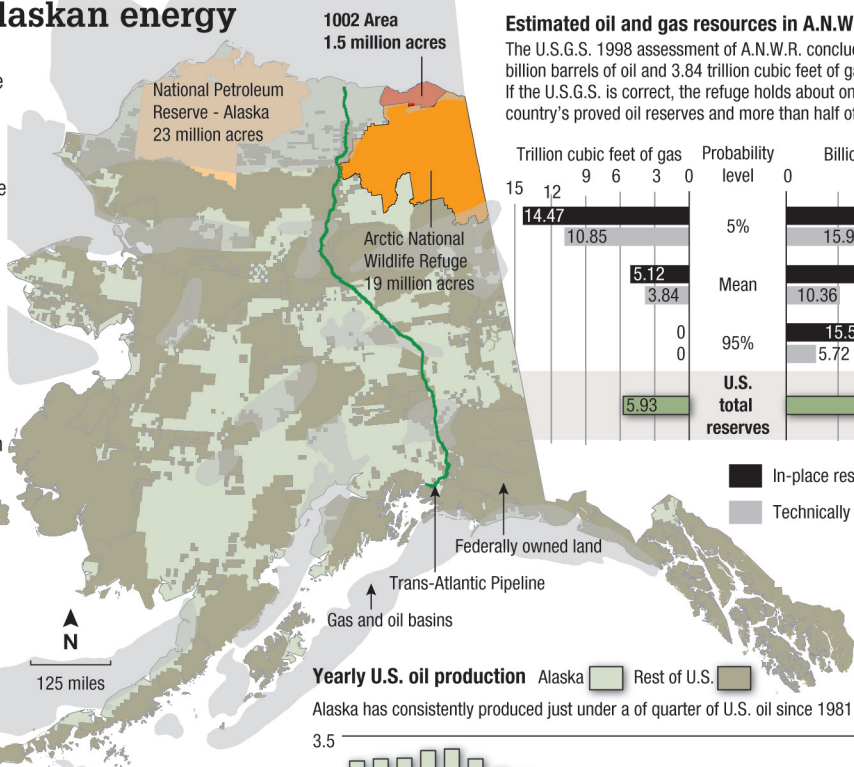 laskan energy
1002 Area
1.5 million acres
National Petroleum
Reserve - Alaska
23 million acres
Arctic National
Wildlife Refuge
19 million acres
Federally owned land
Trans-Atlantic Pipeline
Gas and oil basins
N
125 miles
Estimated oil and gas resources in A.N.W
The U.S.G.S. 1998 assessment of A.N.W.R. conclu
billion barrels of oil and 3.84 trillion cubic feet of g
If the U.S.G.S. is correct, the refuge holds about on
country's proved oil reserves and more than half of
Trillion cubic feet of gas Probability level Billi
15 12 9 6 3 0 0
14.47 5%
10.85 15.9
5.12 Mean
3.84 10.36
0 95% 15.5
0 5.72
5.93 U.S. total reserves
In-place res
Technically
Yearly U.S. oil production Alaska Rest of U.S.
Alaska has consistently produced just under a of quarter of U.S. oil since 1981
3.5